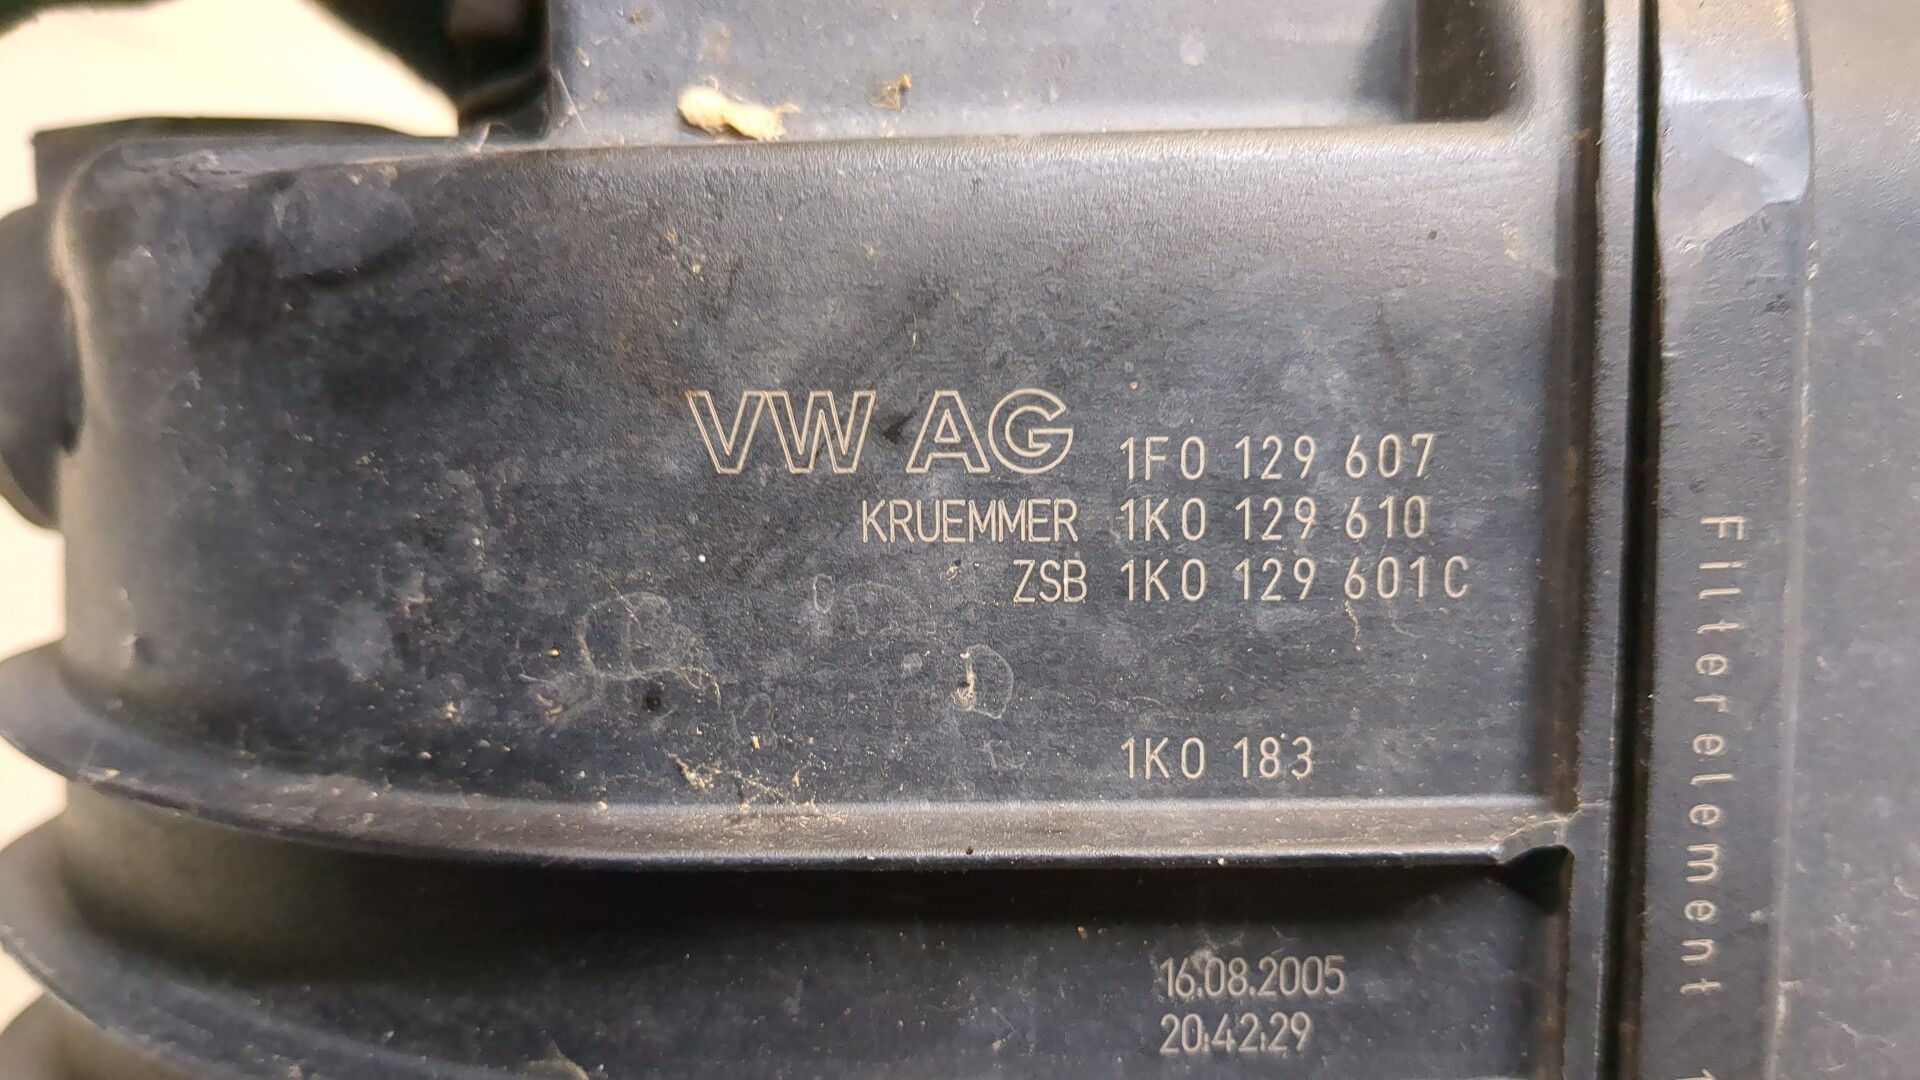 VW AG 1F0 129 607
KRUEMMER 1K0 129 610
ZSB 1K0 129 601C
1K0 183
16.08.2005
20:42:29
Filterelement 1